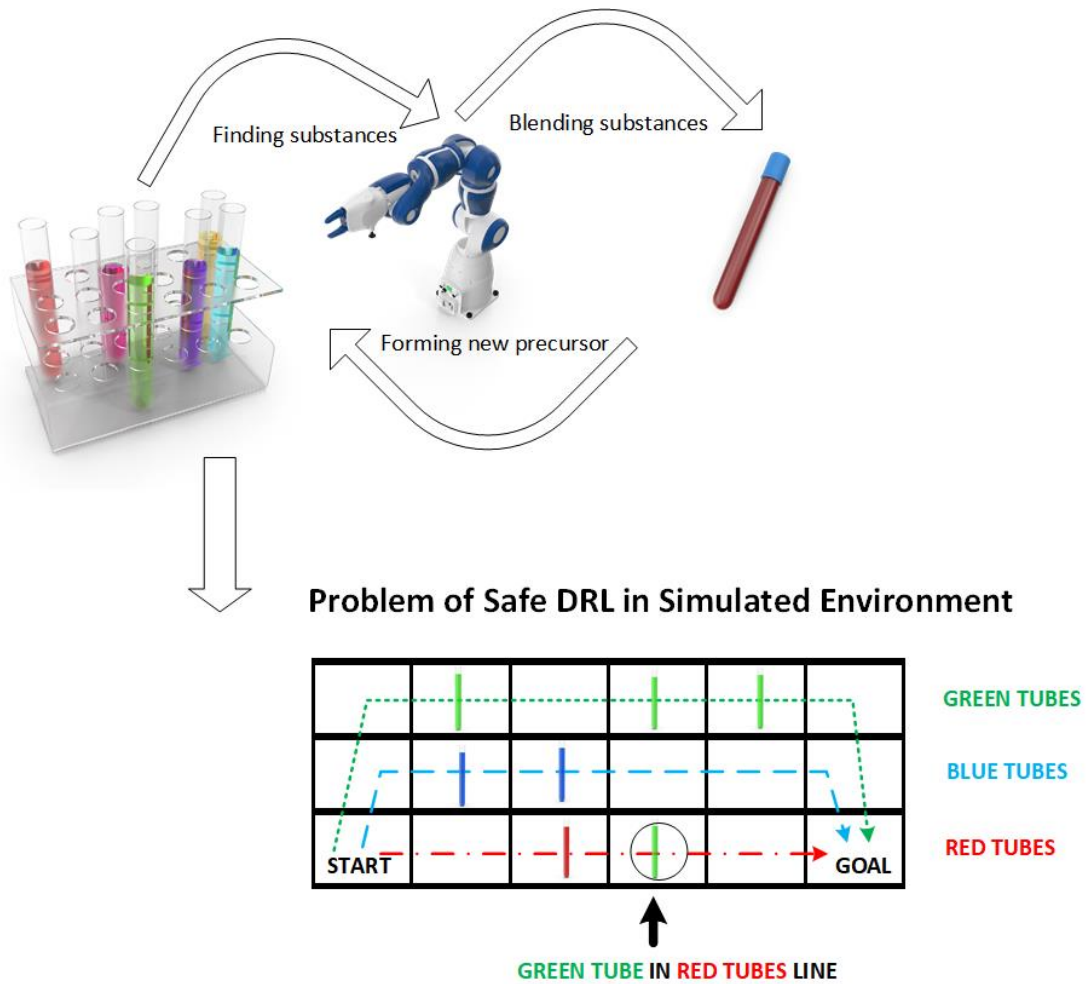 Finding substances
Blending substances
Forming new precursor
Problem of Safe DRL in Simulated Environment
GREEN TUBES
BLUE TUBES
RED TUBES
START
GOAL
GREEN TUBE IN RED TUBES LINE